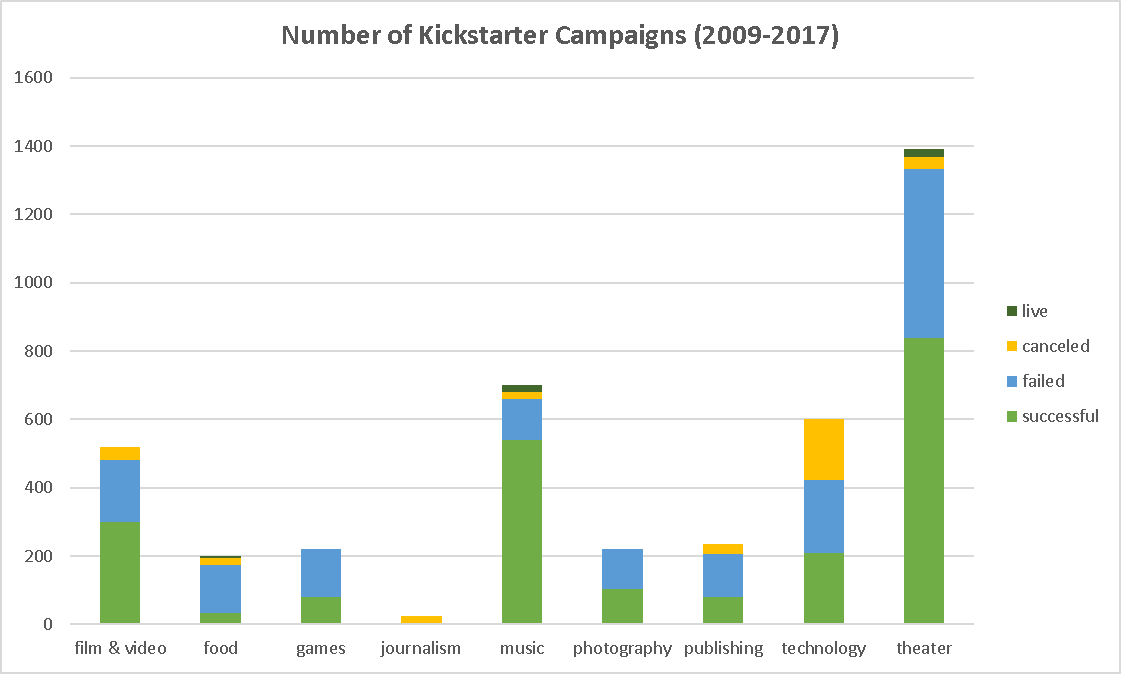 Number of Kickstarter Campaigns (2009-2017)
1600
1400
1200
1000
800
600
400
200
0
film & video food games journalism music photography publishing technology theater
live
canceled
failed
successful